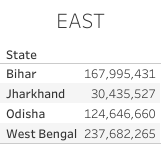 EAST
State
Bihar 167,995,431
Jharkhand 30,435,527
Odisha 124,646,660
West Bengal 237,682,265